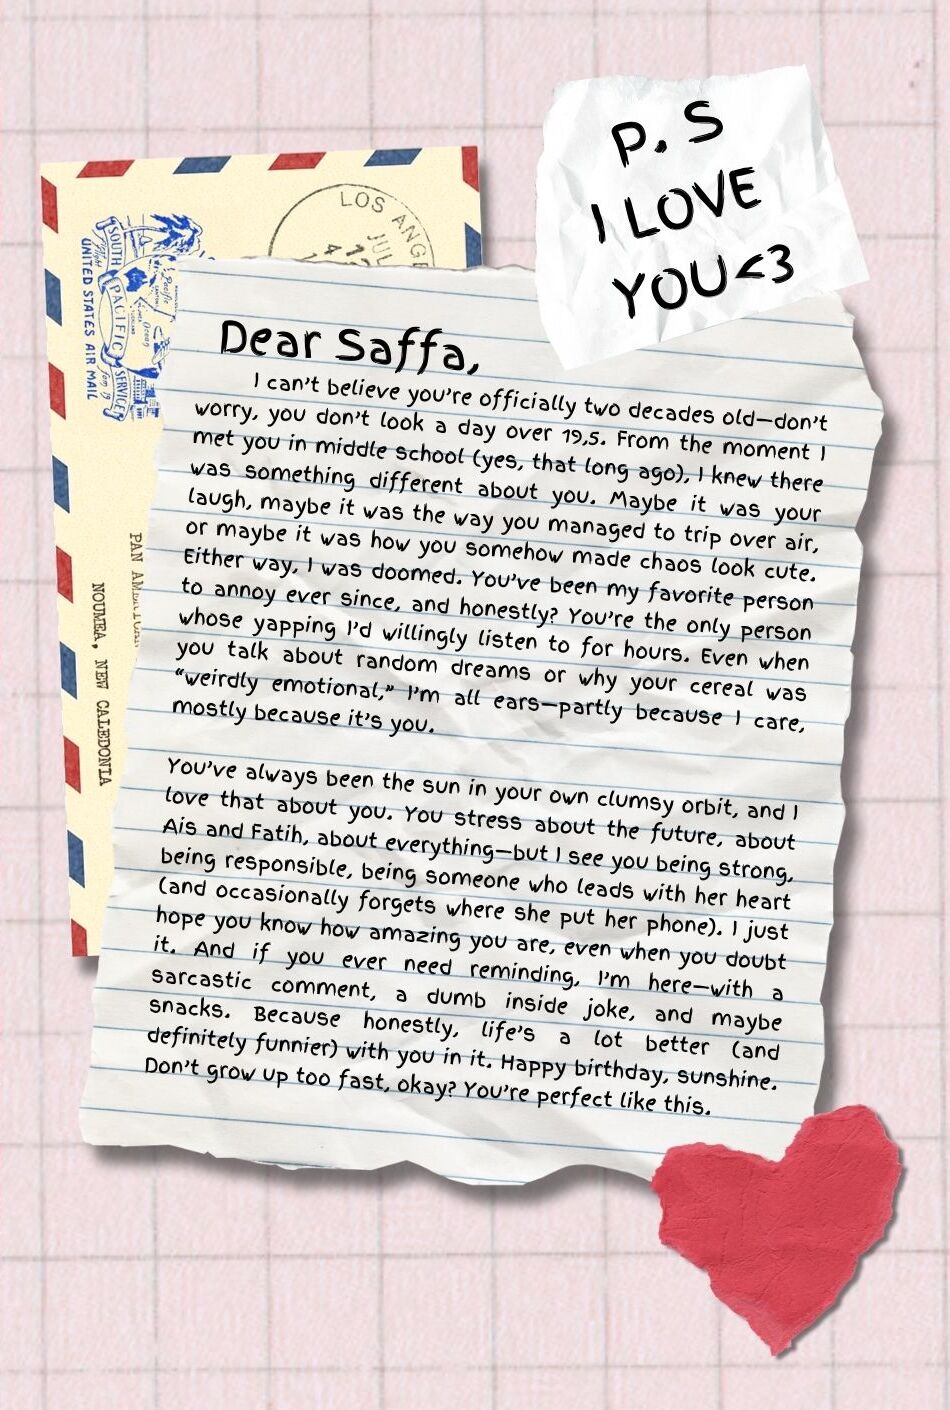 P. S
I LOVE
YOU<3
LOS ANGE
JUL
SOUTH
PACIFIC
SERVICE
UNITED STATES AIR MAIL
Pacific
Ocean
PAN AMERICAN
NOUMEA, NEW CALEDONIA
Dear Saffa,
I can't believe you're officially two decades old—don't
worry, you don't look a day over 19,5. From the moment I
met you in middle school (yes, that long ago), I knew there
was something different about you. Maybe it was your
laugh, maybe it was the way you managed to trip over air,
or maybe it was how you somehow made chaos look cute.
Either way, I was doomed. You've been my favorite person
to annoy ever since, and honestly? You're the only person
whose yapping I'd willingly listen to for hours. Even when
you talk about random dreams or why your cereal was
“weirdly emotional,” I'm all ears—partly because I care,
mostly because it's you.
You've always been the sun in your own clumsy orbit, and I
love that about you. You stress about the future, about
Ais and Fatih, about everything—but I see you being strong,
being responsible, being someone who leads with her heart
(and occasionally forgets where she put her phone). I just
hope you know how amazing you are, even when you doubt
it. And if you ever need reminding, I'm here—with a
sarcastic comment, a dumb inside joke, and maybe
snacks. Because honestly, life's a lot better (and
definitely funnier) with you in it. Happy birthday, sunshine.
Don't grow up too fast, okay? You're perfect like this.